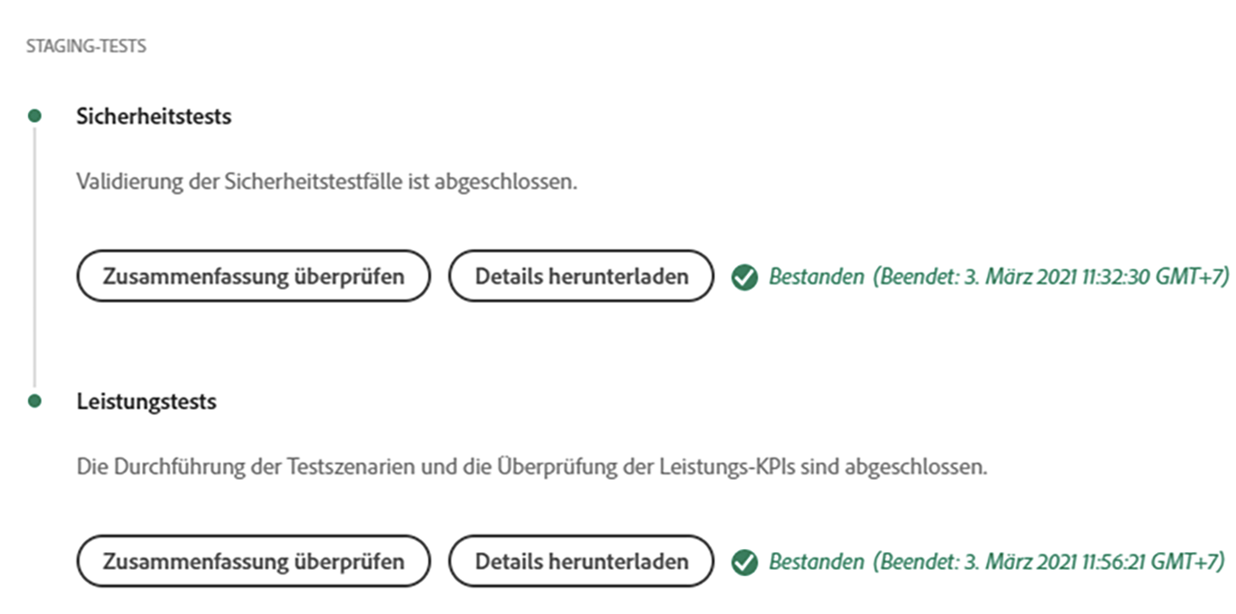 STAGING-TESTS
Sicherheitstests
Validierung der Sicherheitstestfälle ist abgeschlossen.
Zusammenfassung überprüfen Details herunterladen Bestanden (Beendet: 3. März 2021 11:32:30 GMT+7)
Leistungstests
Die Durchführung der Testszenarien und die Überprüfung der Leistungs-KPIs sind abgeschlossen.
Zusammenfassung überprüfen Details herunterladen Bestanden (Beendet: 3. März 2021 11:56:21 GMT+7)